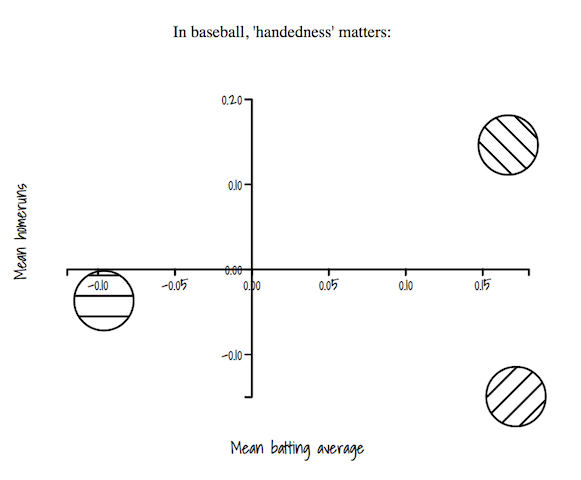 In baseball, 'handedness' matters:
0.20
0.10
Mean homeruns
0.00
-0.10 -0.05 0.00 0.05 0.10 0.15
-0.10
Mean batting average